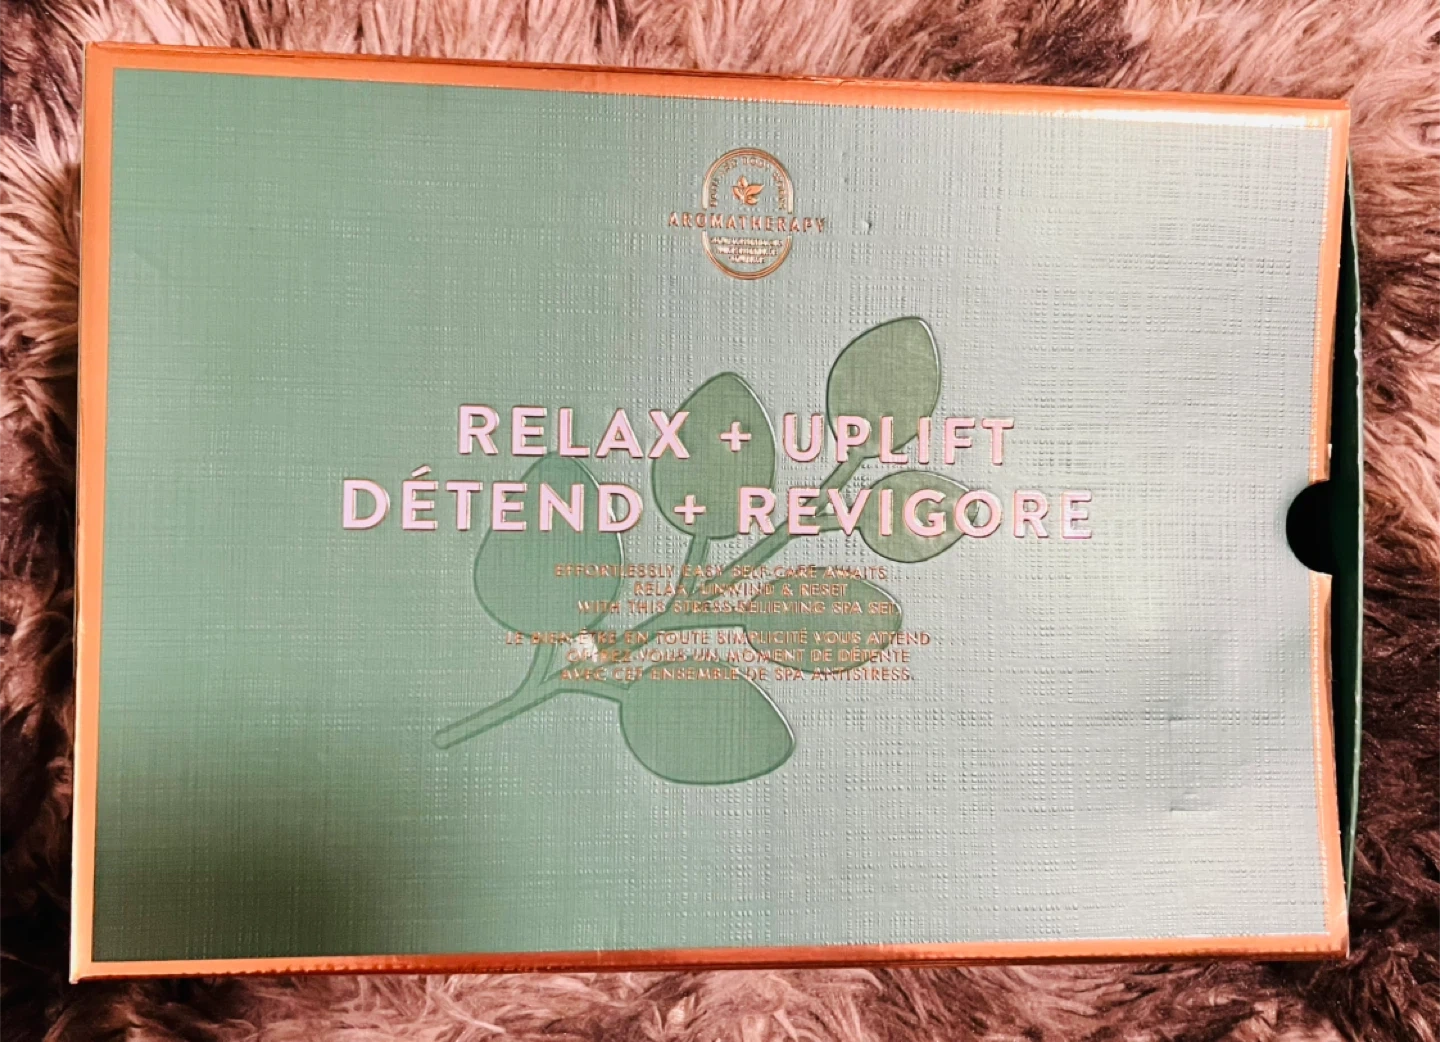 AROMATHERAPY
RELAX + UPLIFT
DÉTEND + REVIGORE
EFFORTLESSLY EASY SELF-CARE AWAITS
RELAX, UNWIND & RESET
WITH THIS STRESS-RELIEVING SPA SET.
LE BIEN-ÊTRE EN TOUTE SIMPLICITÉ VOUS ATTEND
OFFREZ-VOUS UN MOMENT DE DÉTENTE
AVEC CET ENSEMBLE DE SPA ANTISTRESS.